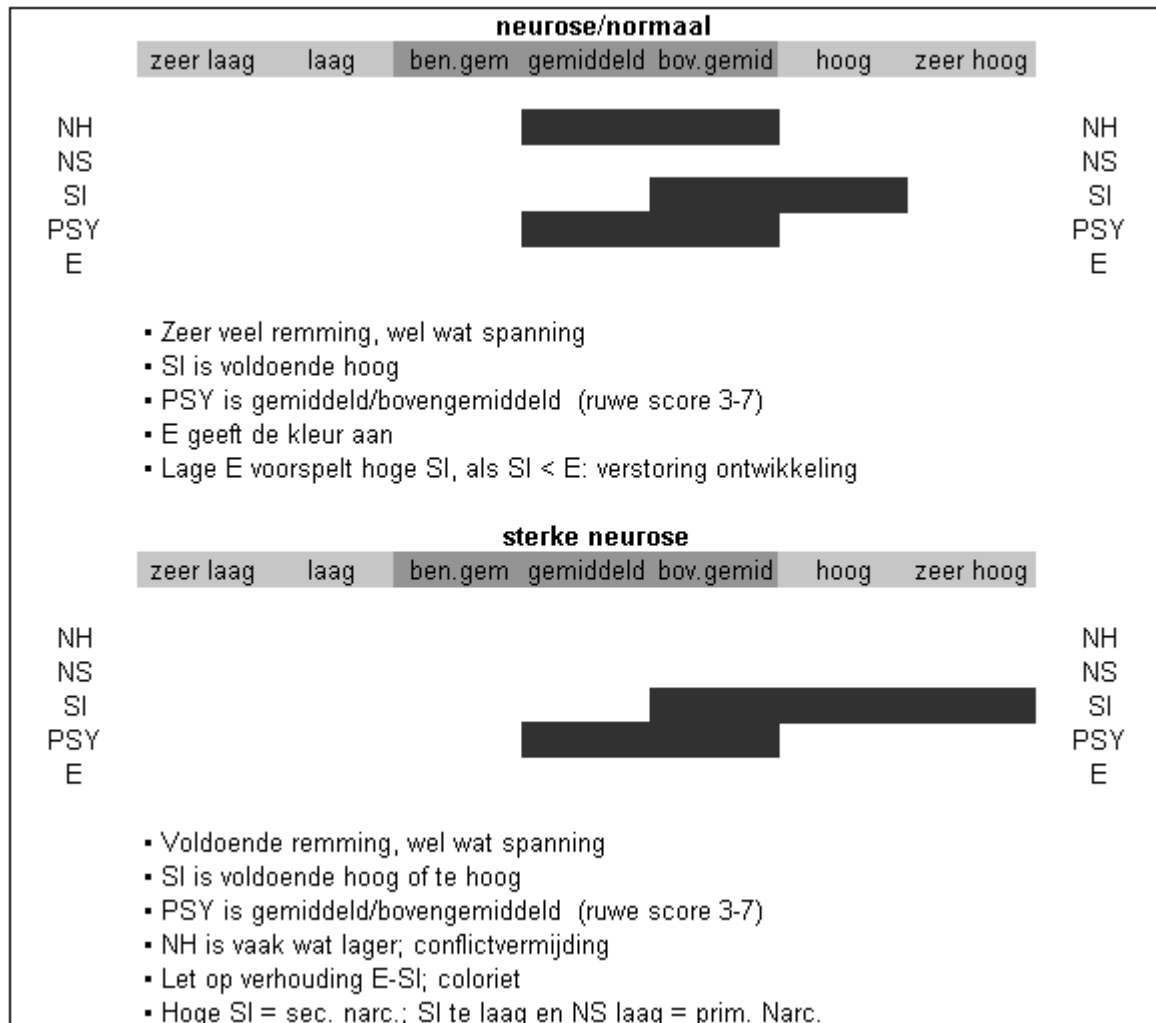 neurose/normaal
zeer laag laag ben.gem gemiddeld bov.gemid hoog zeer hoog
NH NH
NS NS
SI SI
PSY PSY
E E
▪ Zeer veel remming, wel wat spanning
▪ SI is voldoende hoog
▪ PSY is gemiddeld/bovengemiddeld (ruwe score 3-7)
▪ E geeft de kleur aan
▪ Lage E voorspelt hoge SI, als SI < E: verstoring ontwikkeling
sterke neurose
zeer laag laag ben.gem gemiddeld bov.gemid hoog zeer hoog
NH NH
NS NS
SI SI
PSY PSY
E E
▪ Voldoende remming, wel wat spanning
▪ SI is voldoende hoog of te hoog
▪ PSY is gemiddeld/bovengemiddeld (ruwe score 3-7)
▪ NH is vaak wat lager; conflictvermijding
▪ Let op verhouding E-SI; coloriet
▪ Hoge SI = sec. narc.; SI te laag en NS laag = prim. Narc.